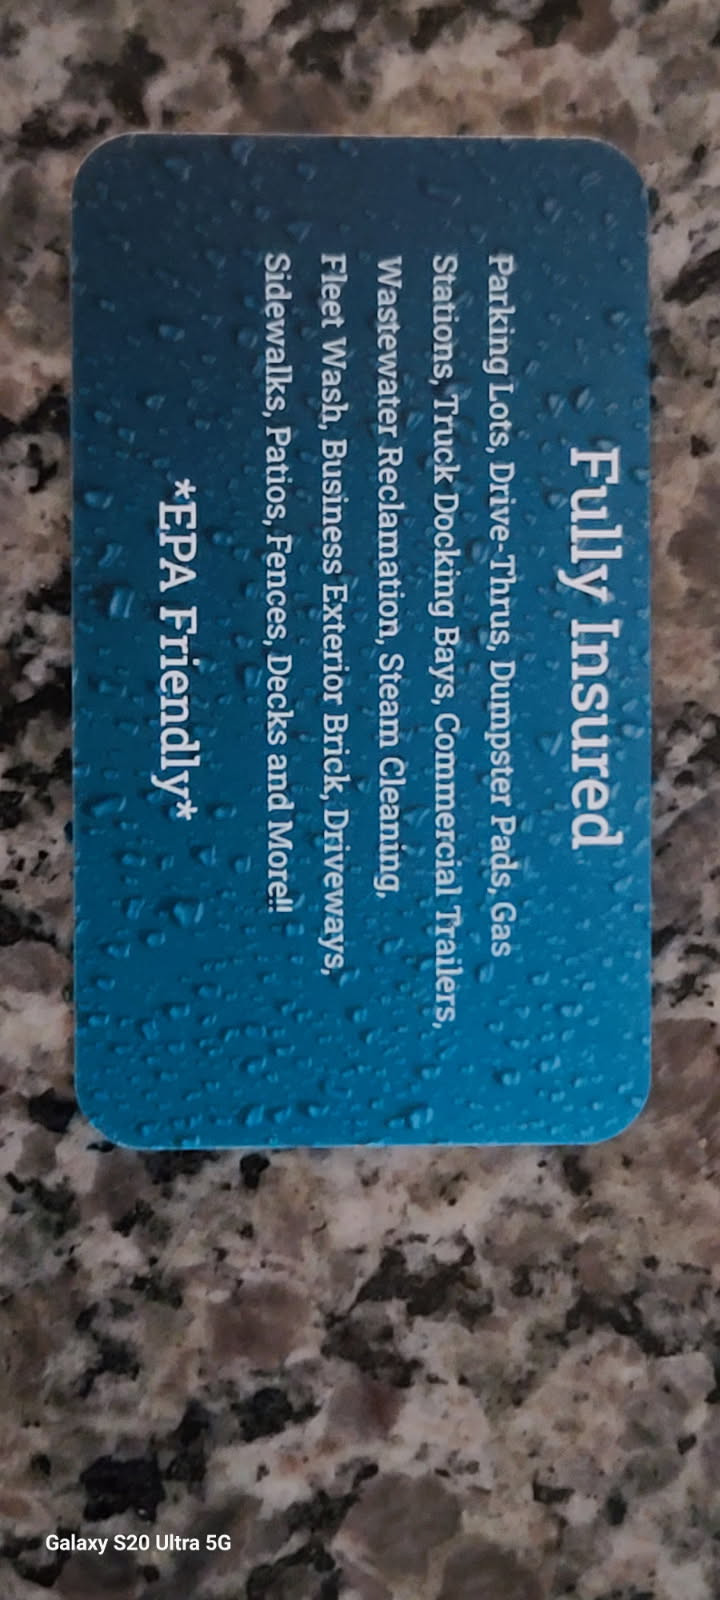 Fully Insured
Parking Lots, Drive-Thrus, Dumpster Pads, Gas
Stations, Truck Docking Bays, Commercial Trailers,
Wastewater Reclamation, Steam Cleaning,
Fleet Wash, Business Exterior Brick, Driveways,
Sidewalks, Patios, Fences, Decks and More!!
*EPA Friendly*
Galaxy S20 Ultra 5G